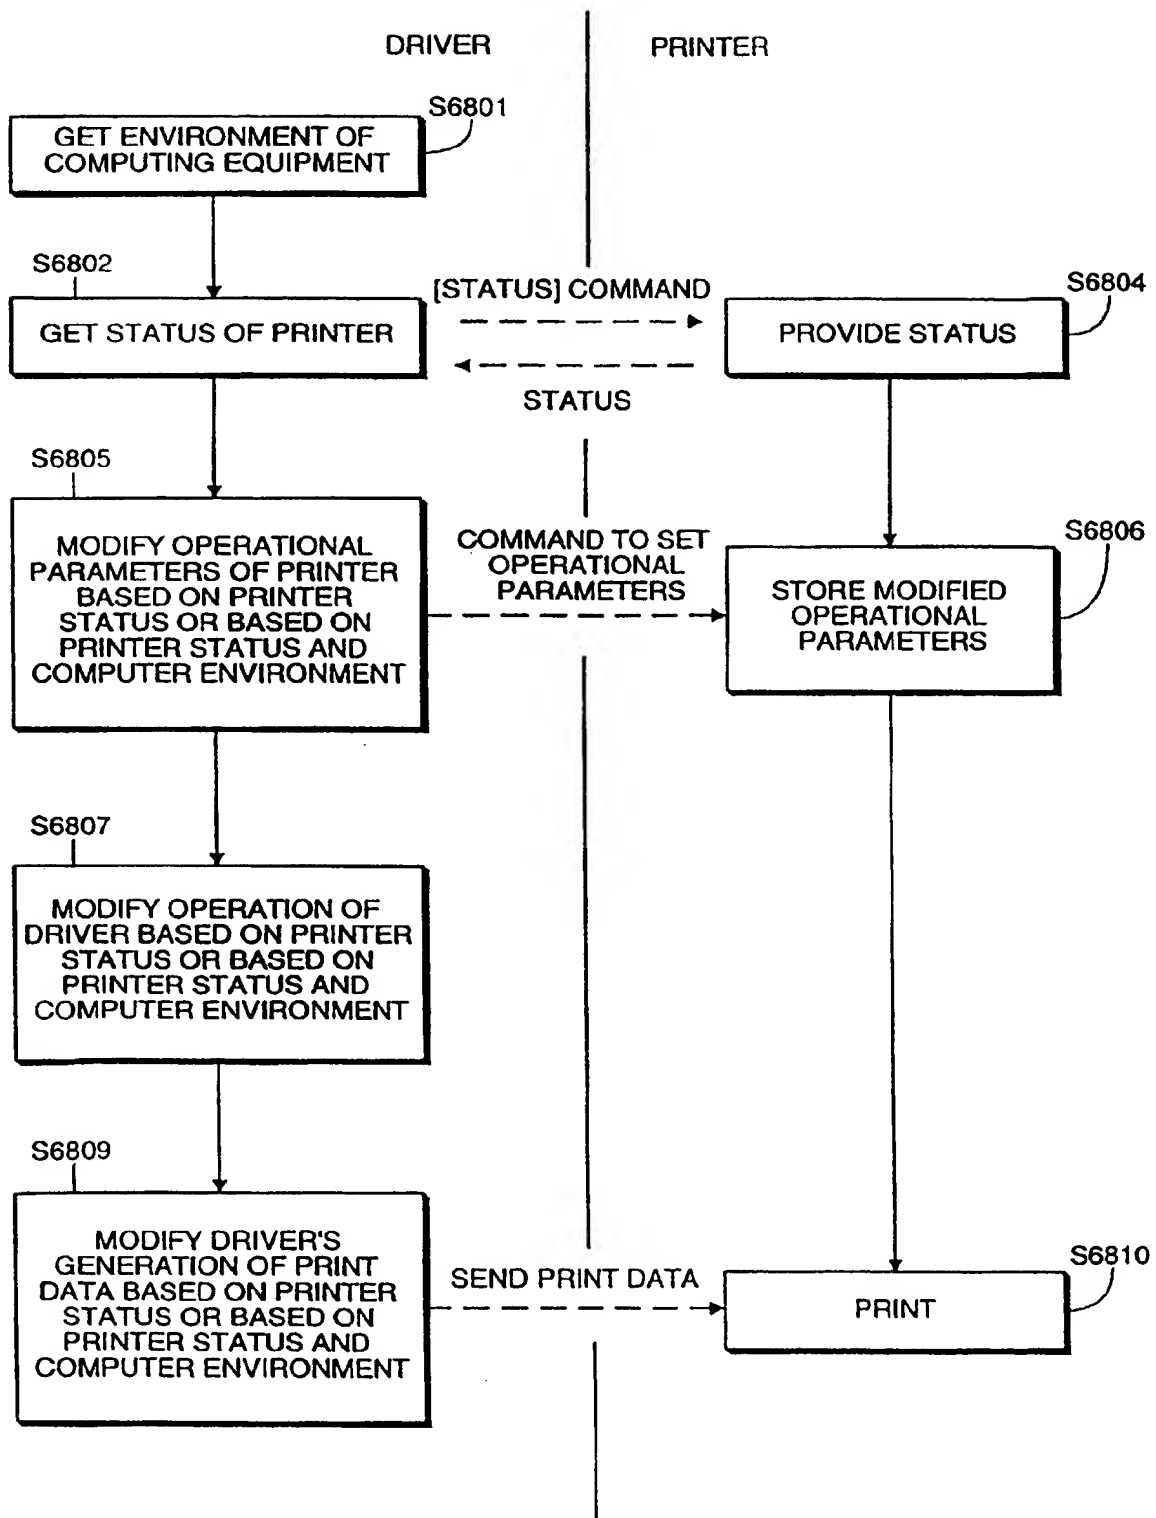 DRIVER
PRINTER
S6801
GET ENVIRONMENT OF
COMPUTING EQUIPMENT
S6802
[STATUS] COMMAND
S6804
GET STATUS OF PRINTER
PROVIDE STATUS
STATUS
S6805
MODIFY OPERATIONAL
PARAMETERS OF PRINTER
BASED ON PRINTER
STATUS OR BASED ON
PRINTER STATUS AND
COMPUTER ENVIRONMENT
COMMAND TO SET
OPERATIONAL
PARAMETERS
S6806
STORE MODIFIED
OPERATIONAL
PARAMETERS
S6807
MODIFY OPERATION OF
DRIVER BASED ON PRINTER
STATUS OR BASED ON
PRINTER STATUS AND
COMPUTER ENVIRONMENT
S6809
MODIFY DRIVER'S
GENERATION OF PRINT
DATA BASED ON PRINTER
STATUS OR BASED ON
PRINTER STATUS AND
COMPUTER ENVIRONMENT
SEND PRINT DATA
S6810
PRINT